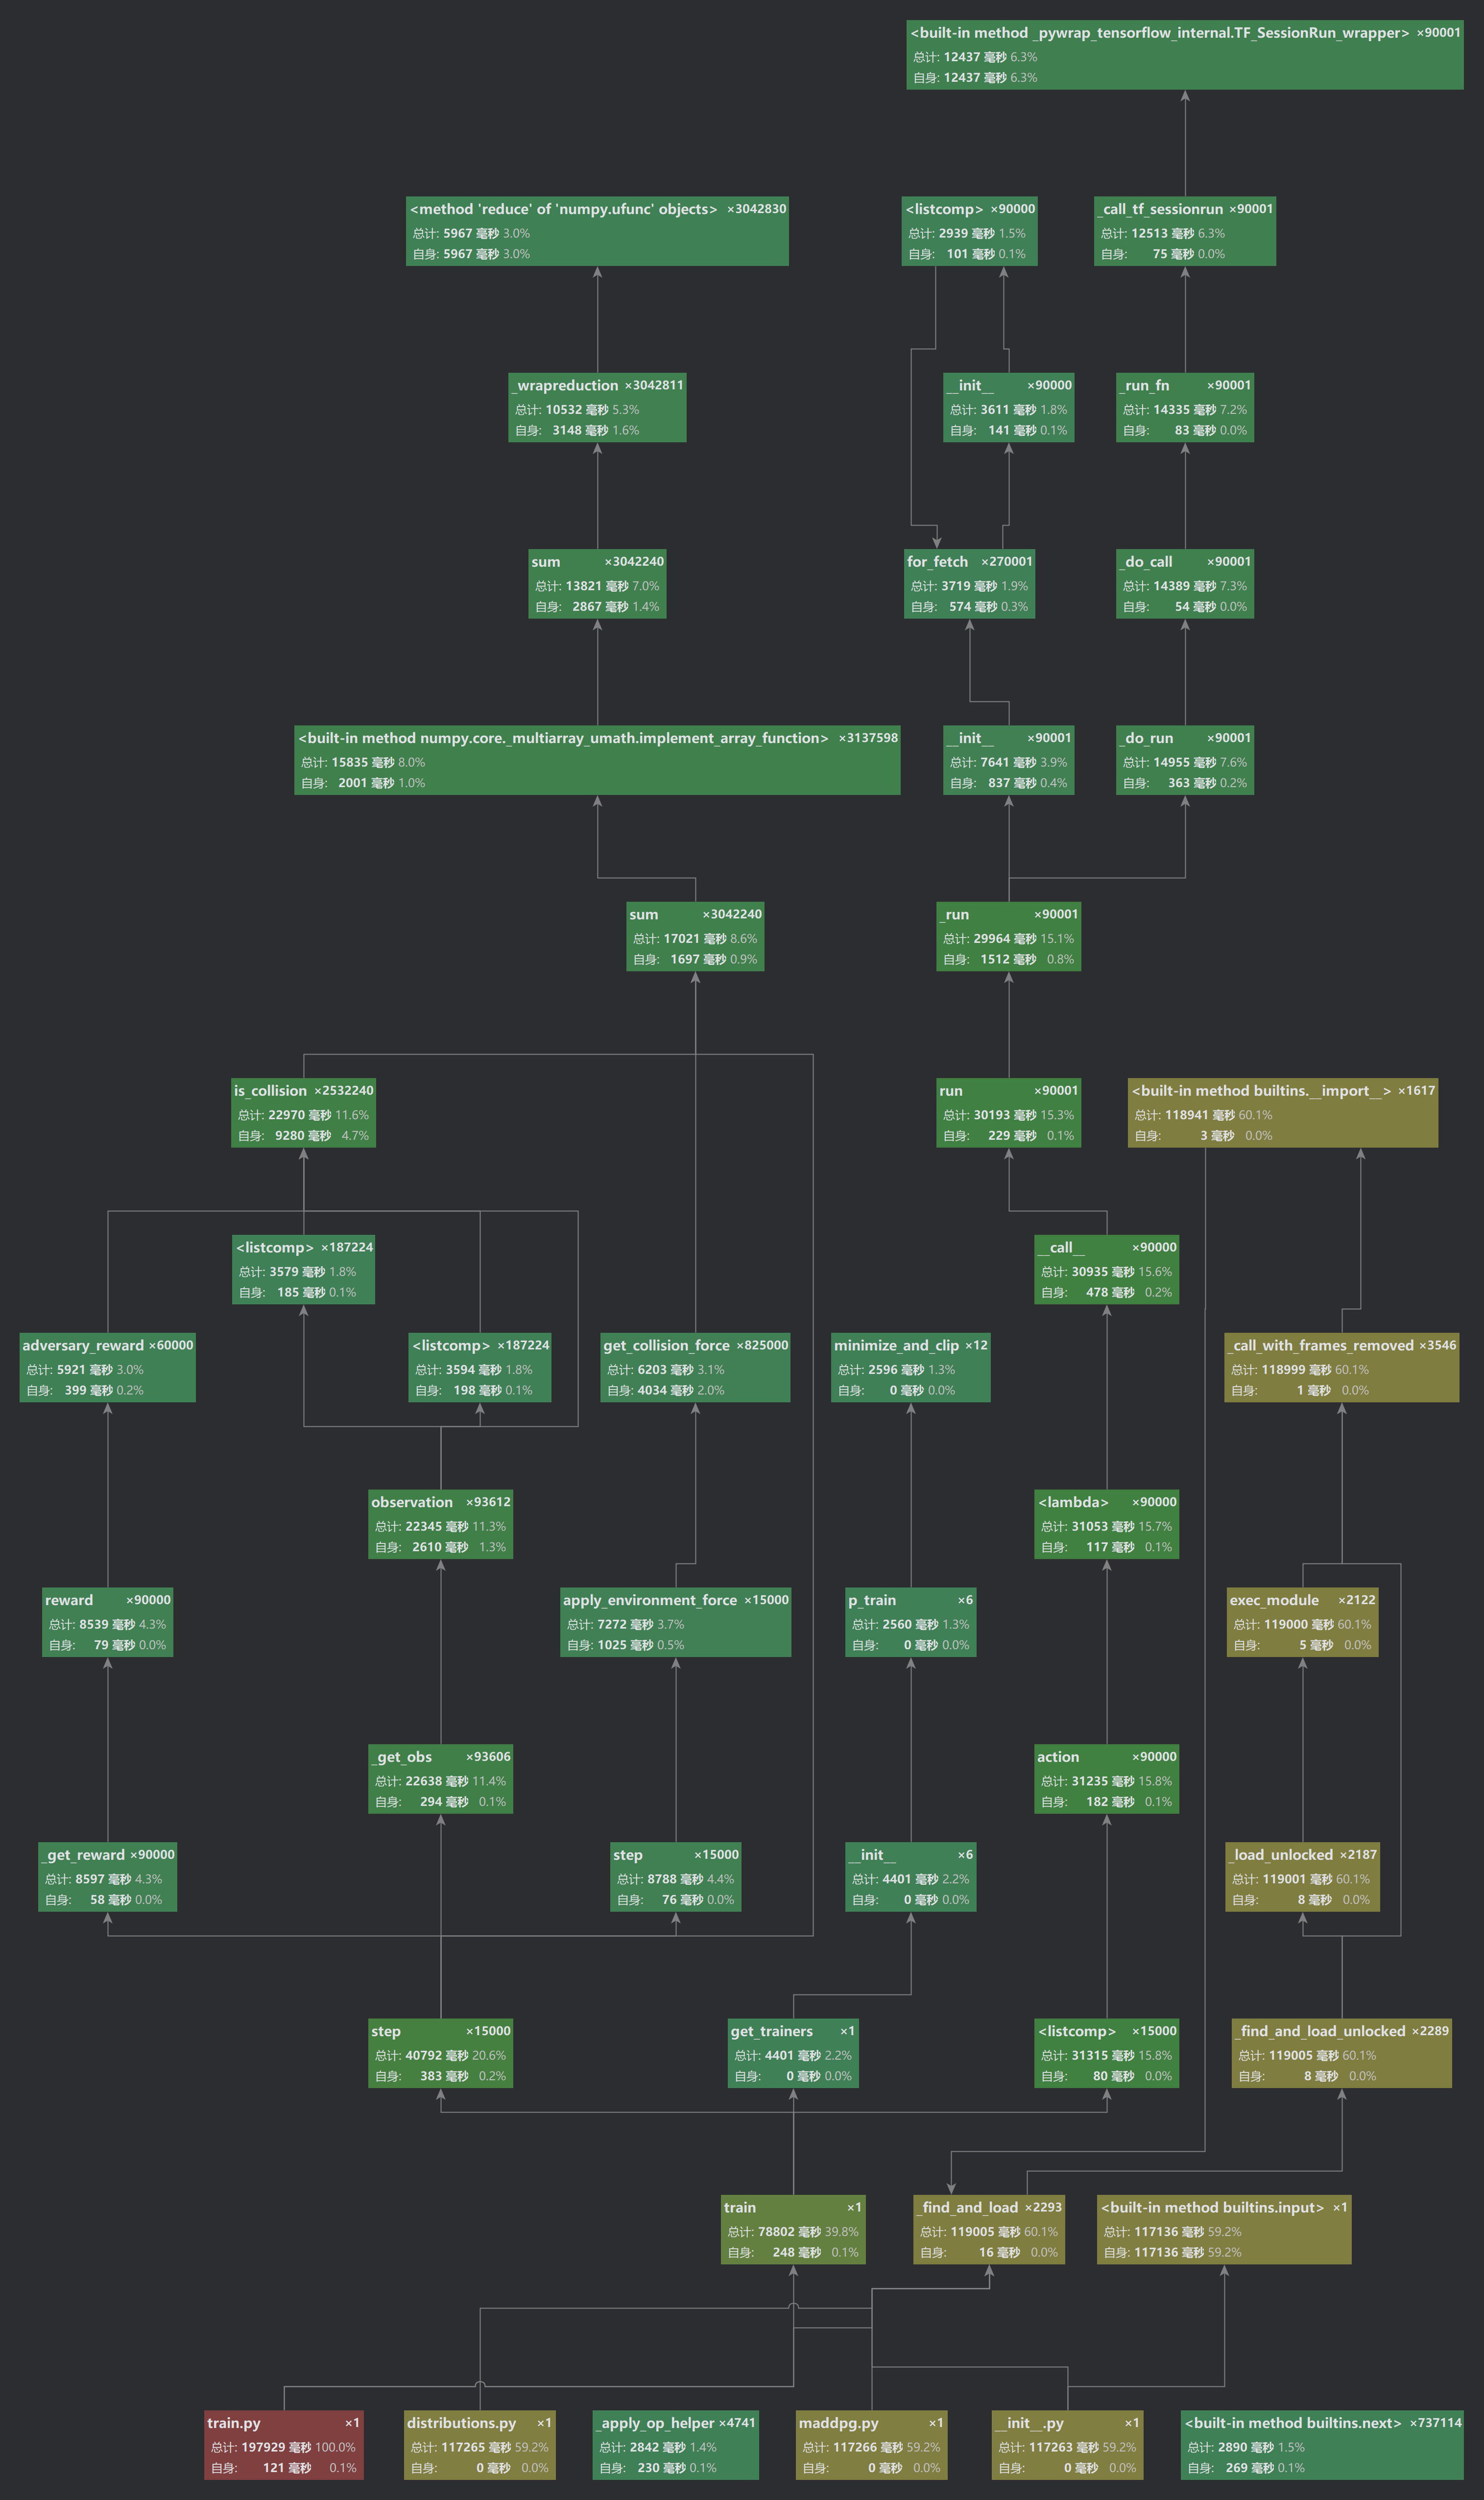 <built-in method _pywrap_tensorflow_internal.TF_SessionRun_wrapper> ×90001
总计: 12437 毫秒 6.3%
自身: 12437 毫秒 6.3%
<method 'reduce' of 'numpy.ufunc' objects> ×3042830
总计: 5967 毫秒 3.0%
自身: 5967 毫秒 3.0%
<listcomp> ×90000
总计: 2939 毫秒 1.5%
自身: 101 毫秒 0.1%
_call_tf_sessionrun ×90001
总计: 12513 毫秒 6.3%
自身: 75 毫秒 0.0%
_wrapreduction ×3042811
总计: 10532 毫秒 5.3%
自身: 3148 毫秒 1.6%
__init__ ×90000
总计: 3611 毫秒 1.8%
自身: 141 毫秒 0.1%
_run_fn ×90001
总计: 14335 毫秒 7.2%
自身: 83 毫秒 0.0%
sum ×3042240
总计: 13821 毫秒 7.0%
自身: 2867 毫秒 1.4%
for_fetch ×270001
总计: 3719 毫秒 1.9%
自身: 574 毫秒 0.3%
_do_call ×90001
总计: 14389 毫秒 7.3%
自身: 54 毫秒 0.0%
<built-in method numpy.core._multiarray_umath.implement_array_function> ×3137598
总计: 15835 毫秒 8.0%
自身: 2001 毫秒 1.0%
__init__ ×90001
总计: 7641 毫秒 3.9%
自身: 837 毫秒 0.4%
_do_run ×90001
总计: 14955 毫秒 7.6%
自身: 363 毫秒 0.2%
sum ×3042240
总计: 17021 毫秒 8.6%
自身: 1697 毫秒 0.9%
_run ×90001
总计: 29964 毫秒 15.1%
自身: 1512 毫秒 0.8%
is_collision ×2532240
总计: 22970 毫秒 11.6%
自身: 9280 毫秒 4.7%
run ×90001
总计: 30193 毫秒 15.3%
自身: 229 毫秒 0.1%
<built-in method builtins.__import__> ×1617
总计: 118941 毫秒 60.1%
自身: 3 毫秒 0.0%
<listcomp> ×187224
总计: 3579 毫秒 1.8%
自身: 185 毫秒 0.1%
__call__ ×90000
总计: 30935 毫秒 15.6%
自身: 478 毫秒 0.2%
adversary_reward ×60000
总计: 5921 毫秒 3.0%
自身: 399 毫秒 0.2%
<listcomp> ×187224
总计: 3594 毫秒 1.8%
自身: 198 毫秒 0.1%
get_collision_force ×825000
总计: 6203 毫秒 3.1%
自身: 4034 毫秒 2.0%
minimize_and_clip ×12
总计: 2596 毫秒 1.3%
自身: 0 毫秒 0.0%
_call_with_frames_removed ×3546
总计: 118999 毫秒 60.1%
自身: 1 毫秒 0.0%
observation ×93612
总计: 22345 毫秒 11.3%
自身: 2610 毫秒 1.3%
<lambda> ×90000
总计: 31053 毫秒 15.7%
自身: 117 毫秒 0.1%
reward ×90000
总计: 8539 毫秒 4.3%
自身: 79 毫秒 0.0%
apply_environment_force ×15000
总计: 7272 毫秒 3.7%
自身: 1025 毫秒 0.5%
p_train ×6
总计: 2560 毫秒 1.3%
自身: 0 毫秒 0.0%
exec_module ×2122
总计: 119000 毫秒 60.1%
自身: 5 毫秒 0.0%
_get_obs ×93606
总计: 22638 毫秒 11.4%
自身: 294 毫秒 0.1%
action ×90000
总计: 31235 毫秒 15.8%
自身: 182 毫秒 0.1%
_get_reward ×90000
总计: 8597 毫秒 4.3%
自身: 58 毫秒 0.0%
step ×15000
总计: 8788 毫秒 4.4%
自身: 76 毫秒 0.0%
__init__ ×6
总计: 4401 毫秒 2.2%
自身: 0 毫秒 0.0%
_load_unlocked ×2187
总计: 119001 毫秒 60.1%
自身: 8 毫秒 0.0%
step ×15000
总计: 40792 毫秒 20.6%
自身: 383 毫秒 0.2%
get_trainers ×1
总计: 4401 毫秒 2.2%
自身: 0 毫秒 0.0%
<listcomp> ×15000
总计: 31315 毫秒 15.8%
自身: 80 毫秒 0.0%
_find_and_load_unlocked ×2289
总计: 119005 毫秒 60.1%
自身: 8 毫秒 0.0%
train ×1
总计: 78802 毫秒 39.8%
自身: 248 毫秒 0.1%
_find_and_load ×2293
总计: 119005 毫秒 60.1%
自身: 16 毫秒 0.0%
<built-in method builtins.input> ×1
总计: 117136 毫秒 59.2%
自身: 117136 毫秒 59.2%
train.py ×1
总计: 197929 毫秒 100.0%
自身: 121 毫秒 0.1%
distributions.py ×1
总计: 117265 毫秒 59.2%
自身: 0 毫秒 0.0%
_apply_op_helper ×4741
总计: 2842 毫秒 1.4%
自身: 230 毫秒 0.1%
maddpg.py ×1
总计: 117266 毫秒 59.2%
自身: 0 毫秒 0.0%
__init__.py ×1
总计: 117263 毫秒 59.2%
自身: 0 毫秒 0.0%
<built-in method builtins.next> ×737114
总计: 2890 毫秒 1.5%
自身: 269 毫秒 0.1%